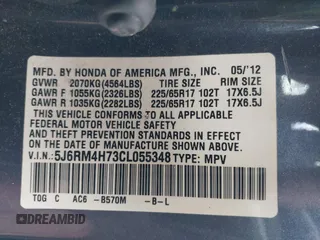 MFD. BY HONDA OF AMERICA MFG., INC. 05/'12
GVWR 2070KG(4564LBS) TIRE SIZE RIM SIZE
GAWR F 1055KG(2326LBS) 225/65R17 102T 17X6.5J
GAWR R 1035KG(2282LBS) 225/65R17 102T 17X6.5J
THIS VEHICLE CONFORMS TO ALL APPLICABLE
FEDERAL MOTOR VEHICLE SAFETY, BUMPER,
AND THEFT PREVENTION STANDARDS IN EFFECT
ON THE DATE OF MANUFACTURE SHOWN ABOVE.
V.I.N: 5J6RM4H73CL055348 TYPE: MPV
T0G C AC6 -B570M -B-L
DREAMBID